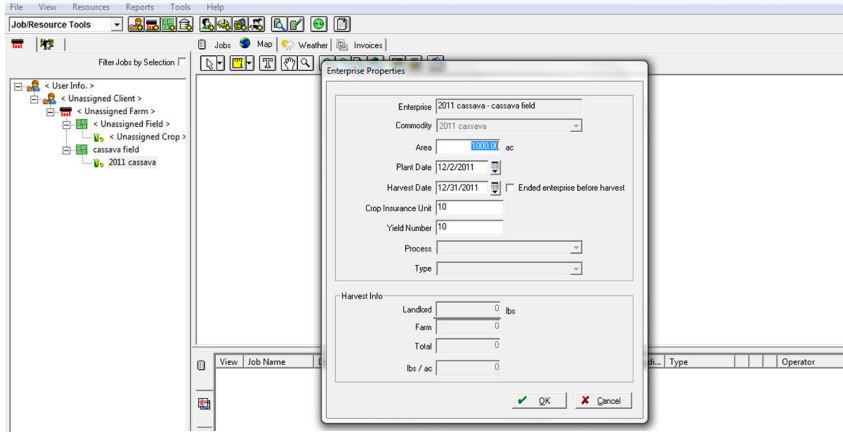 File View Resources Reports Tools Help
Job/Resource Tools
Jobs Map Weather Invoices
Filter Jobs by Selection
< User Info. >
< Unassigned Client >
< Unassigned Farm >
< Unassigned Field >
< Unassigned Crop >
cassava field
2011 cassava
Enterprise Properties
Enterprise 2011 cassava - cassava field
Commodity 2011 cassava
Area 1000.00 ac
Plant Date 12/2/2011
Harvest Date 12/31/2011 Ended enterprise before harvest
Crop Insurance Unit 10
Yield Number 10
Process
Type
Harvest Info
Landlord 0 lbs
Farm 0
Total 0
lbs / ac 0
OK Cancel
View Job Name Type Operator